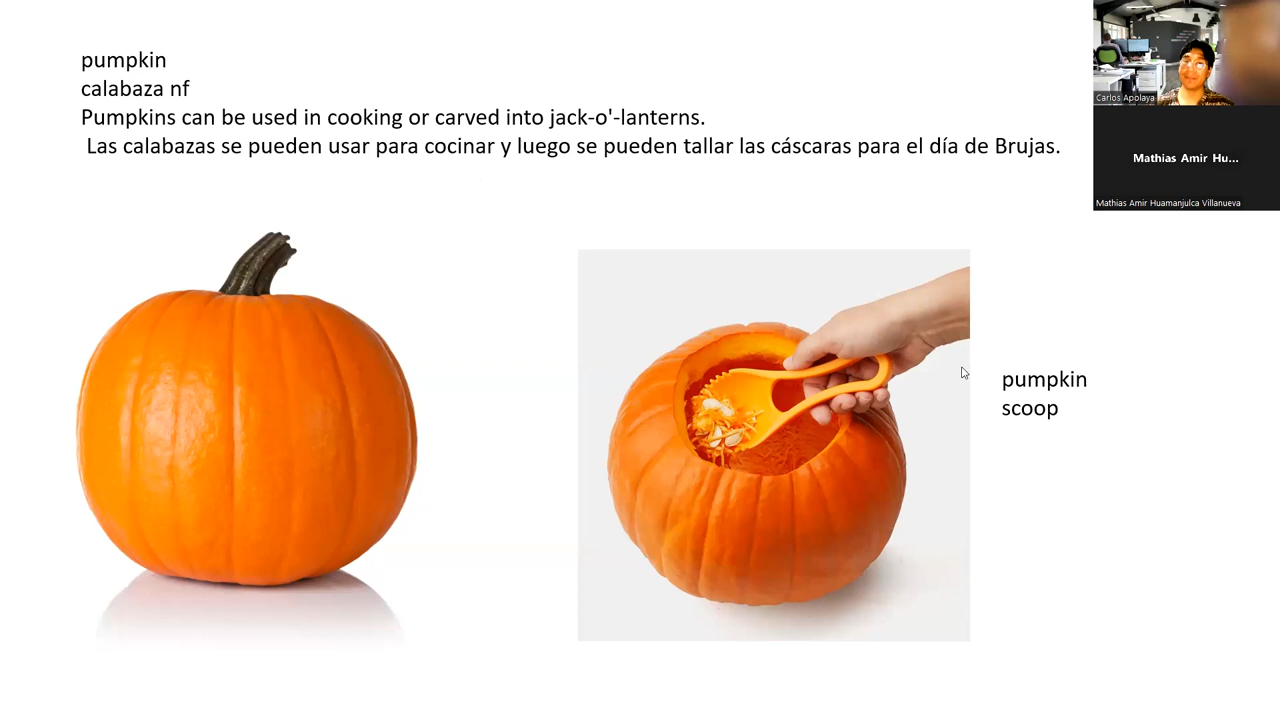 pumpkin
calabaza nf
Pumpkins can be used in cooking or carved into jack-o'-lanterns.
Las calabazas se pueden usar para cocinar y luego se pueden tallar las cáscaras para el día de Brujas.
pumpkin
scoop
Carlos Apolaya
Mathias Amir Hu...
Mathias Amir Huamanjulca Villanueva